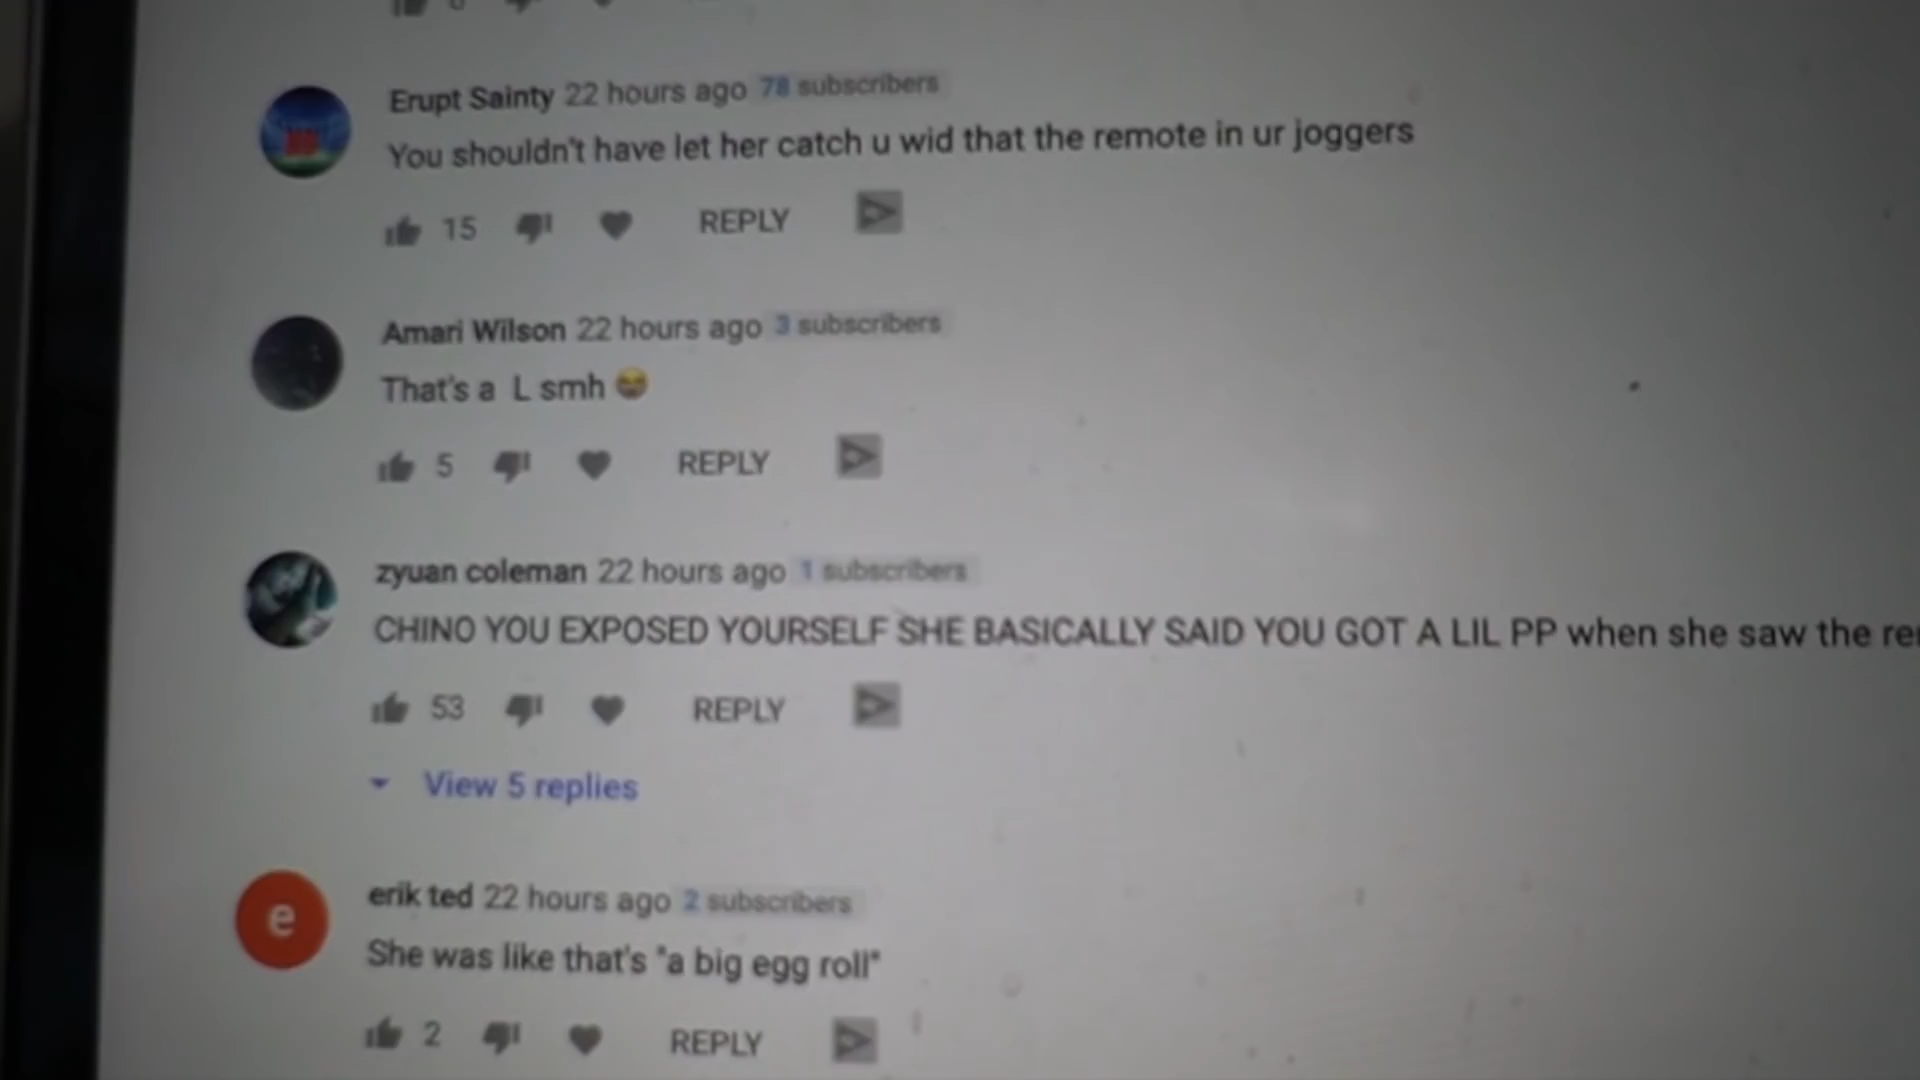 Erupt Sainty 22 hours ago 78 subscribers
You shouldn't have let her catch u wid that the remote in ur joggers
15 REPLY
Amari Wilson 22 hours ago 3 subscribers
That's a L smh 😂
5 REPLY
zyuan coleman 22 hours ago 1 subscribers
CHINO YOU EXPOSED YOURSELF SHE BASICALLY SAID YOU GOT A LIL PP when she saw the
53 REPLY
View 5 replies
e
erik ted 22 hours ago 2 subscribers
She was like that's "a big egg roll"
2 REPLY